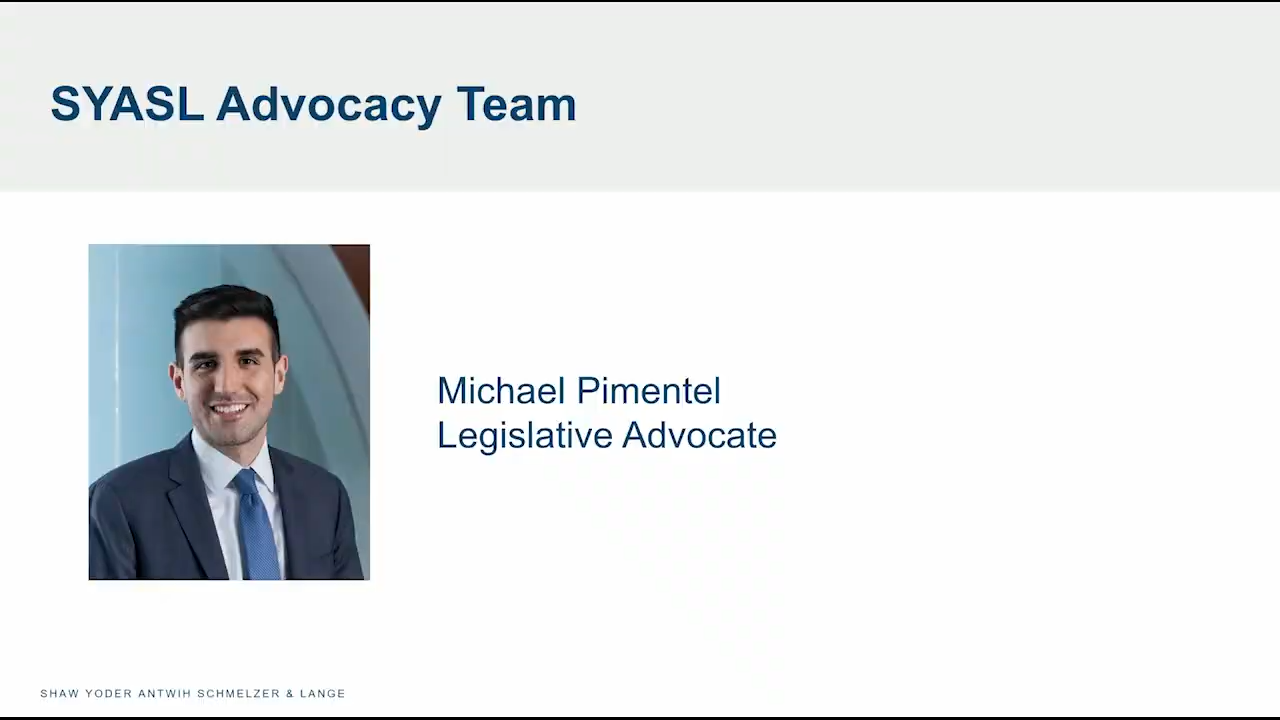 SYASL Advocacy Team
Michael Pimentel
Legislative Advocate
SHAW YODER ANTWIH SCHMELZER & LANGE